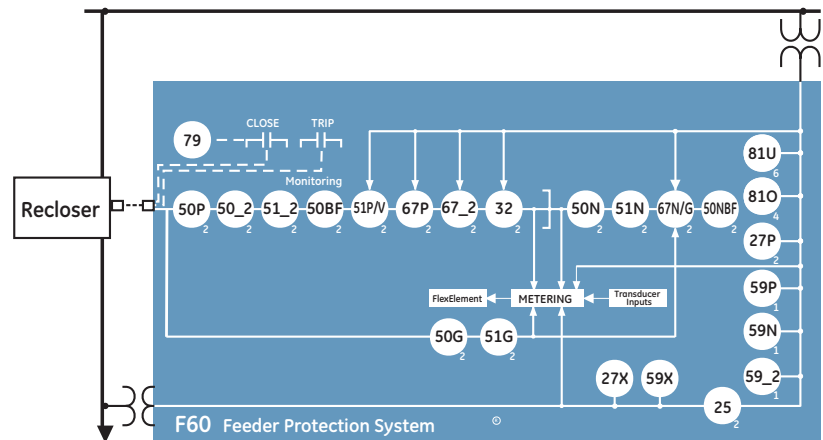 CLOSE TRIP
79
Monitoring
81U
6
Recloser
50P 50_2 51_2 50BF 51P/V 67P 67_2 32 50N 51N 67N/G 50NBF
2 2 2 2 2 2 2 2 2 2 2 2
81O
4
27P
2
FlexElement METERING Transducer
Inputs
59P
1
50G 51G
2 2
59N
1
27X 59X
59_2
1
25
2
F60 Feeder Protection System